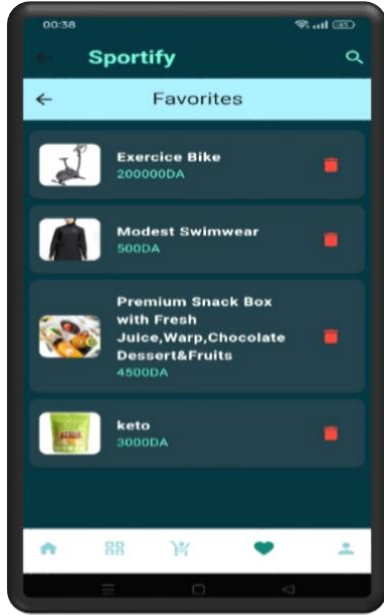 00:38
Sportify
Favorites
Exercice Bike
200000DA
Modest Swimwear
500DA
Premium Snack Box
with Fresh
Juice,Warp,Chocolate
Dessert&Fruits
4500DA
keto
3000DA